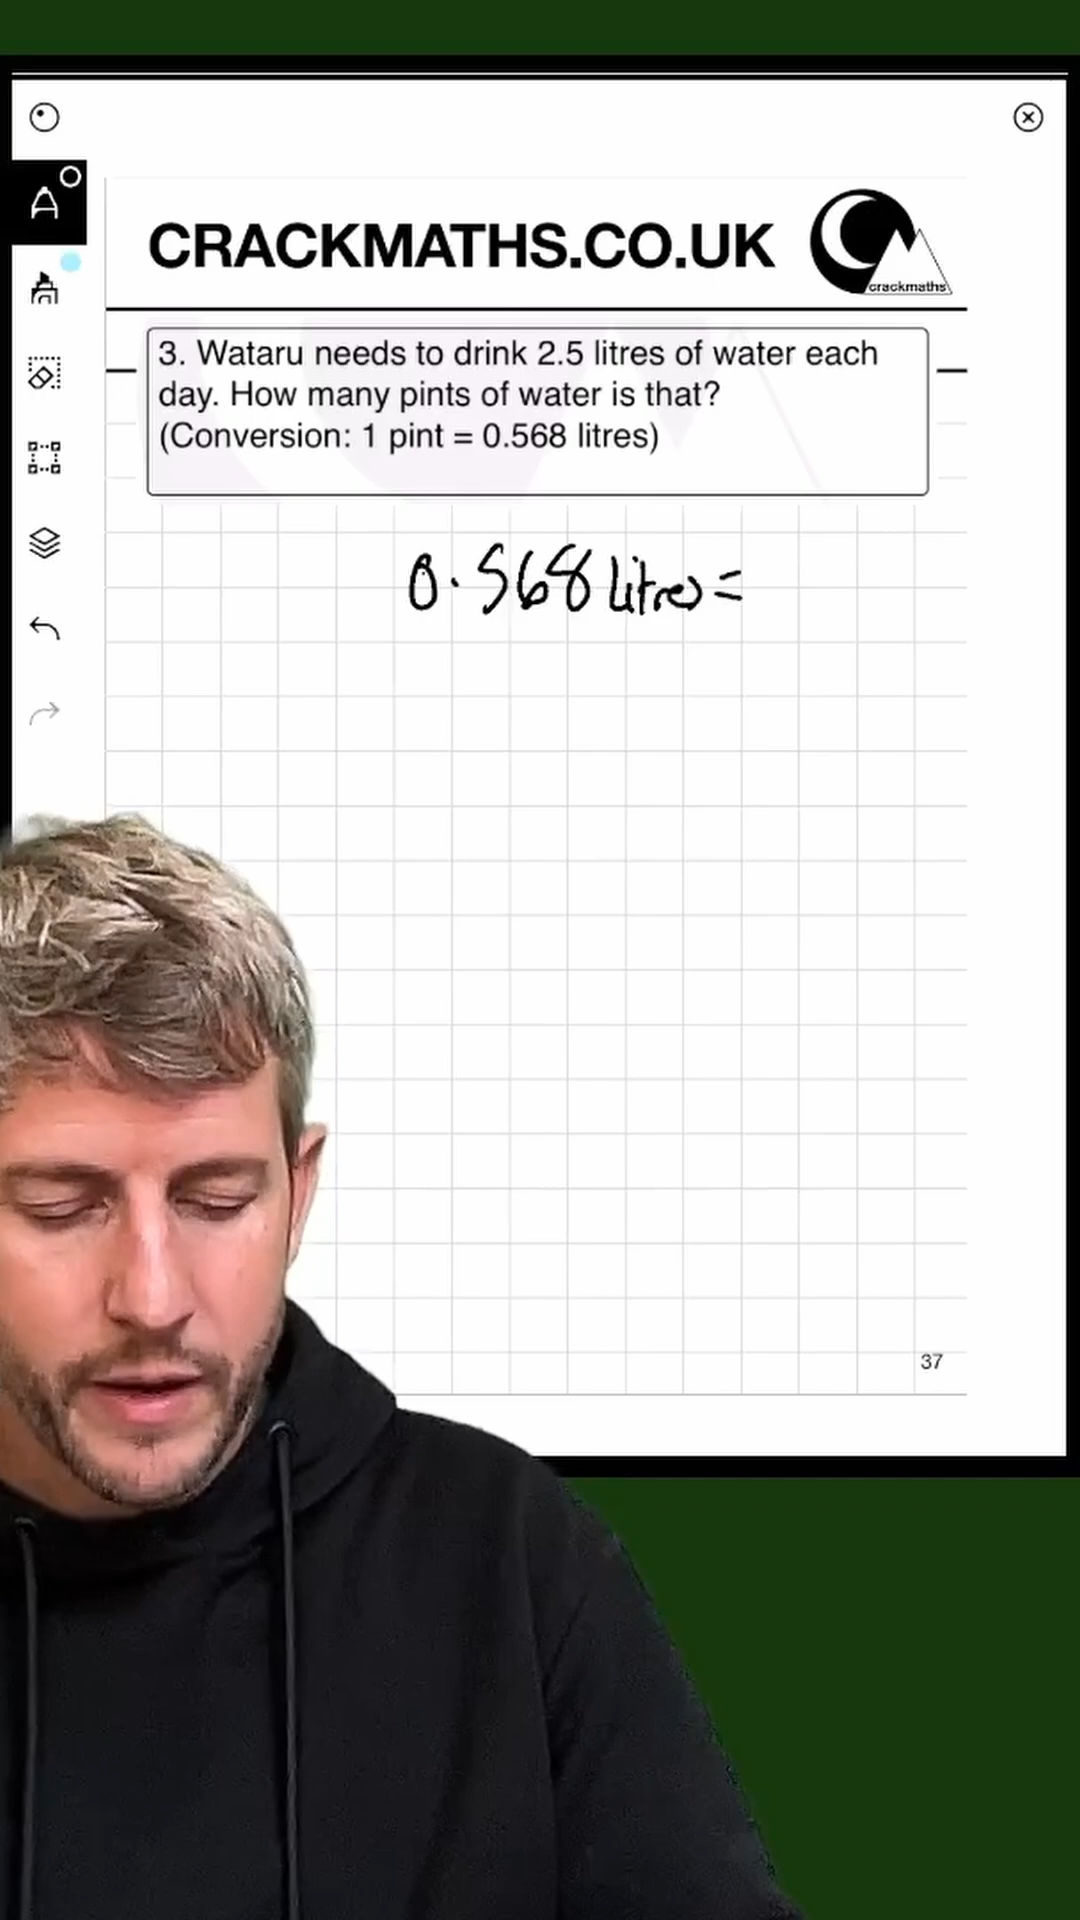 CRACKMATHS.CO.UK
crackmaths
3. Wataru needs to drink 2.5 litres of water each
day. How many pints of water is that?
(Conversion: 1 pint = 0.568 litres)
0.568 litres =
37